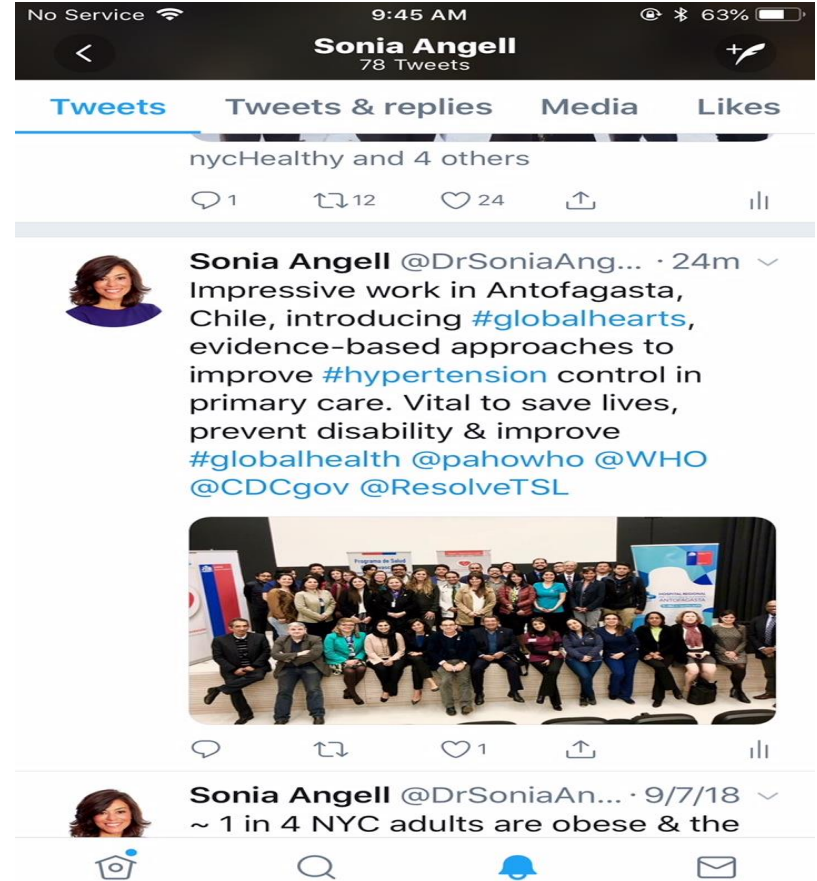 No Service 9:45 AM 63%
Sonia Angell
78 Tweets
Tweets Tweets & replies Media Likes
nycHealthy and 4 others
1 12 24
Sonia Angell @DrSoniaAng... · 24m
Impressive work in Antofagasta,
Chile, introducing #globalhearts,
evidence-based approaches to
improve #hypertension control in
primary care. Vital to save lives,
prevent disability & improve
#globalhealth @pahowho @WHO
@CDCgov @ResolveTSL
Programa de Salud
HOSPITAL REGIONAL
ANTOFAGASTA
1
Sonia Angell @DrSoniaAn... · 9/7/18
~ 1 in 4 NYC adults are obese & the